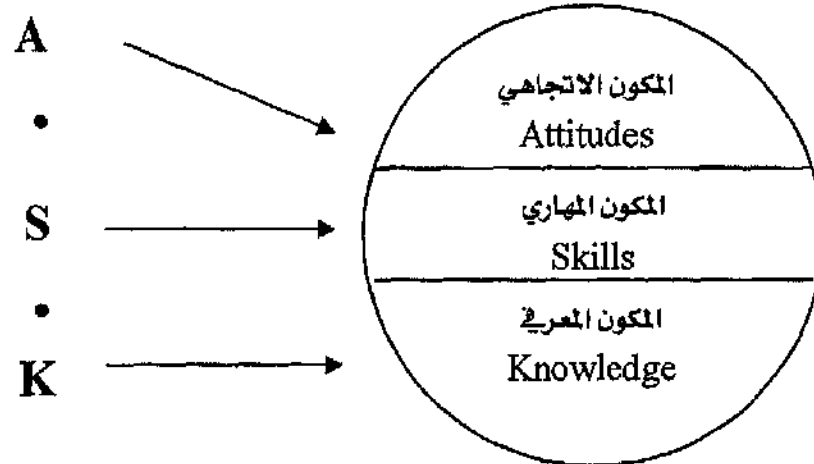 A
المكون الاتجاهي
Attitudes
•
S
المكون المهاري
Skills
•
K
المكون المعرفي
Knowledge